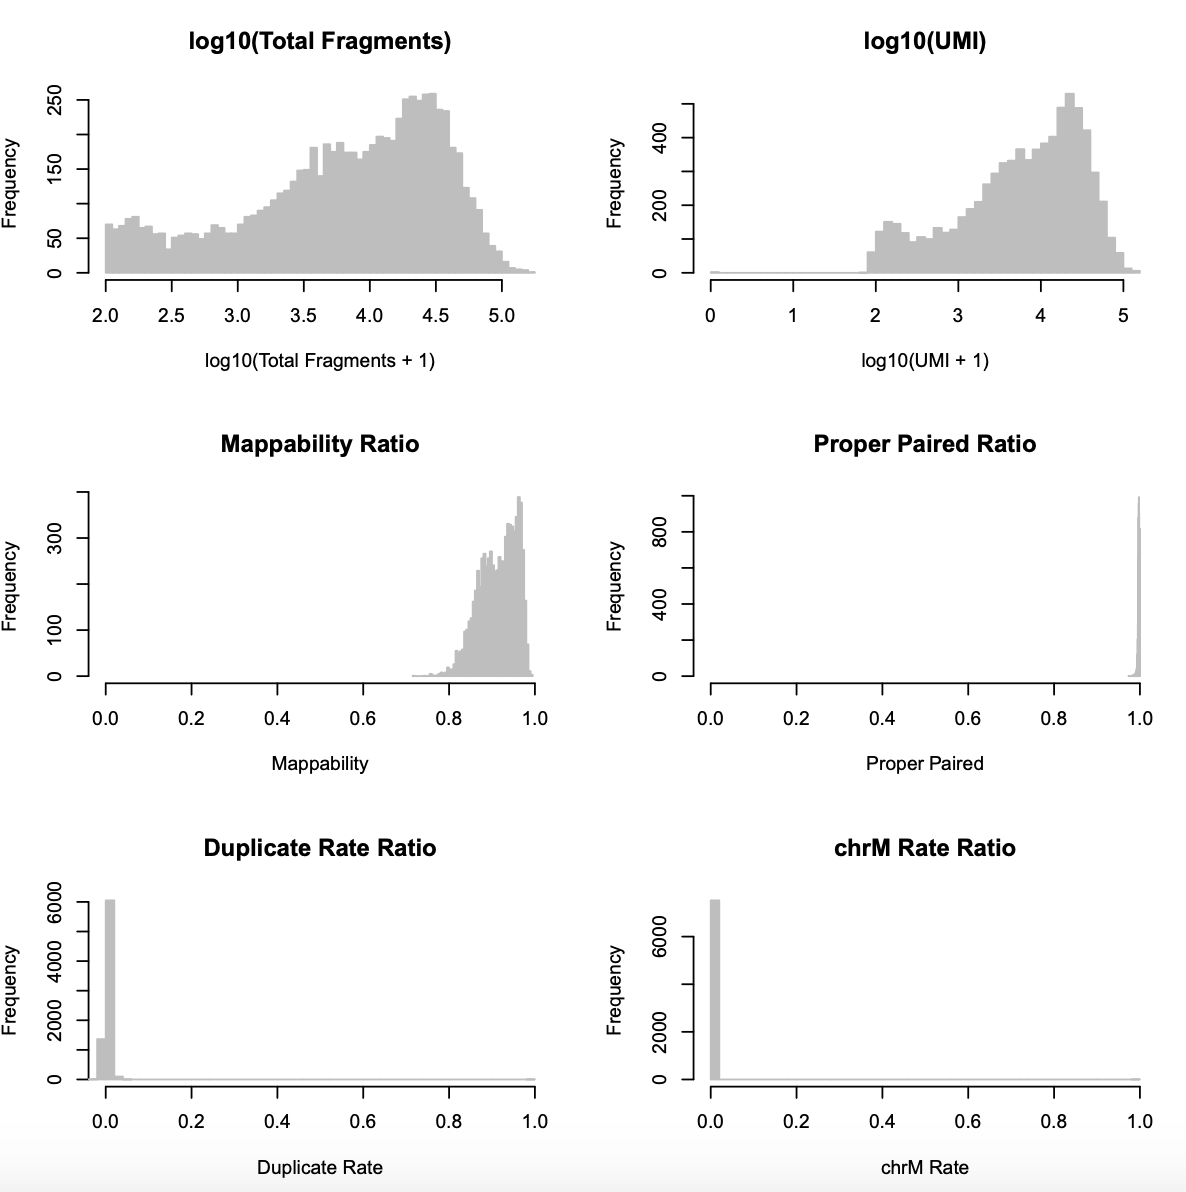 log10(Total Fragments)
Frequency
0
50
150
250
2.0 2.5 3.0 3.5 4.0 4.5 5.0
log10(Total Fragments + 1)
log10(UMI)
Frequency
0
200
400
0 1 2 3 4 5
log10(UMI + 1)
Mappability Ratio
Frequency
0
100
300
0.0 0.2 0.4 0.6 0.8 1.0
Mappability
Proper Paired Ratio
Frequency
0
400
800
0.0 0.2 0.4 0.6 0.8 1.0
Proper Paired
Duplicate Rate Ratio
Frequency
0
2000
4000
6000
0.0 0.2 0.4 0.6 0.8 1.0
Duplicate Rate
chrM Rate Ratio
Frequency
0
2000
6000
0.0 0.2 0.4 0.6 0.8 1.0
chrM Rate